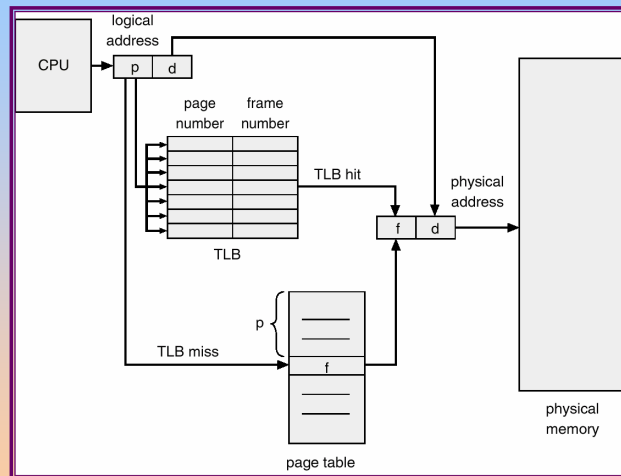 logical
address
CPU
p
d
page
number
frame
number
TLB hit
physical
address
f
d
TLB
p
TLB miss
f
physical
memory
page table